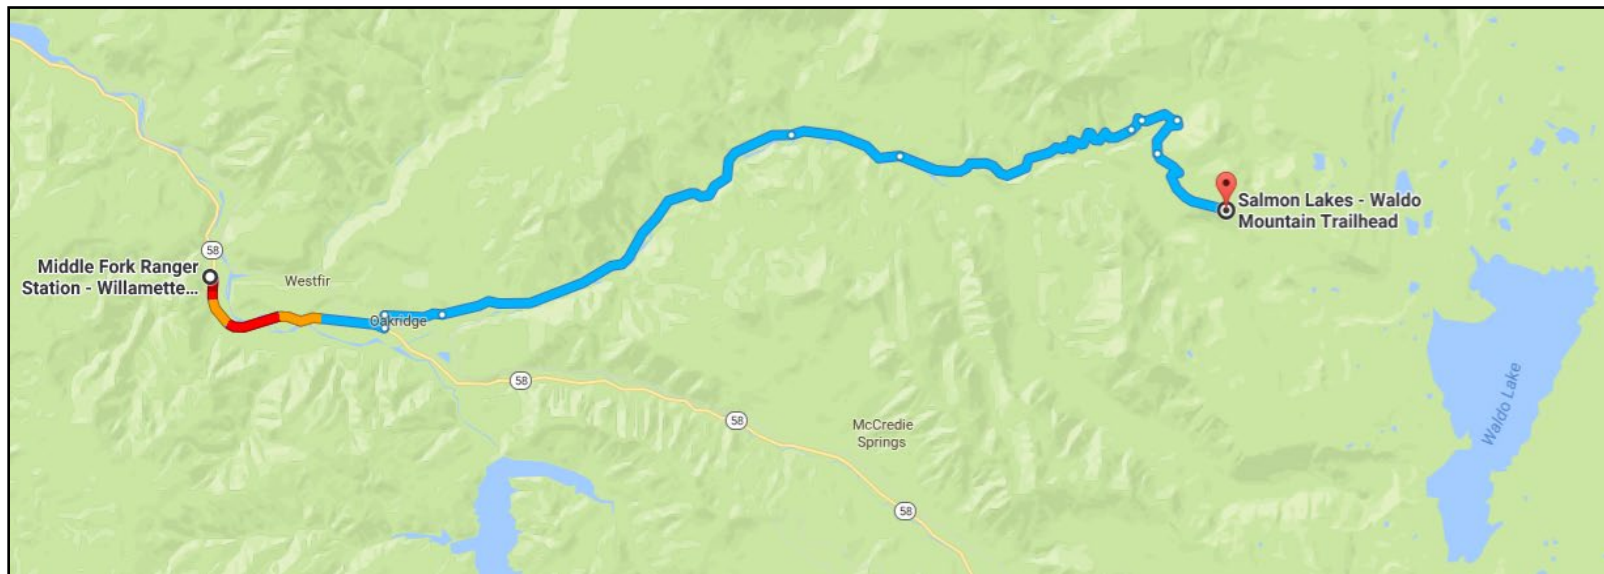 58
Middle Fork Ranger
Station - Willamette...
Westfir
Oakridge
58
58
McCredie
Springs
58
Salmon Lakes - Waldo
Mountain Trailhead
Waldo Lake